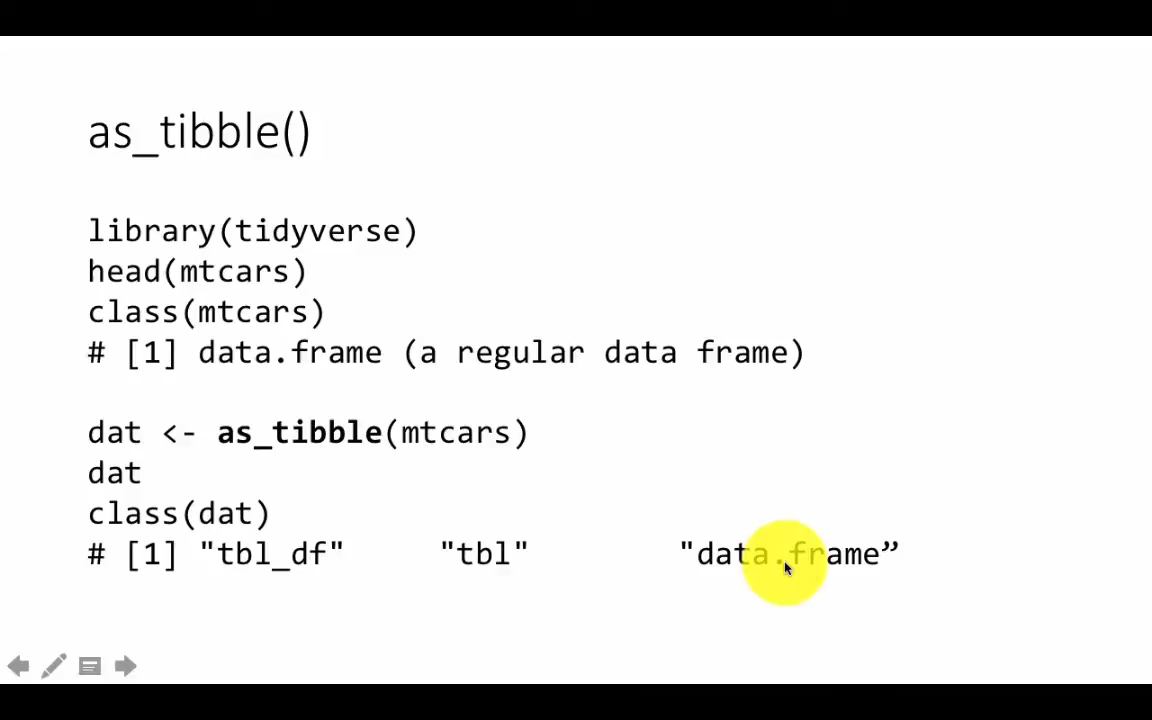 as_tibble()
library(tidyverse)
head(mtcars)
class(mtcars)
# [1] data.frame (a regular data frame)
dat <- as_tibble(mtcars)
dat
class(dat)
# [1] "tbl_df"     "tbl"        "data.frame”